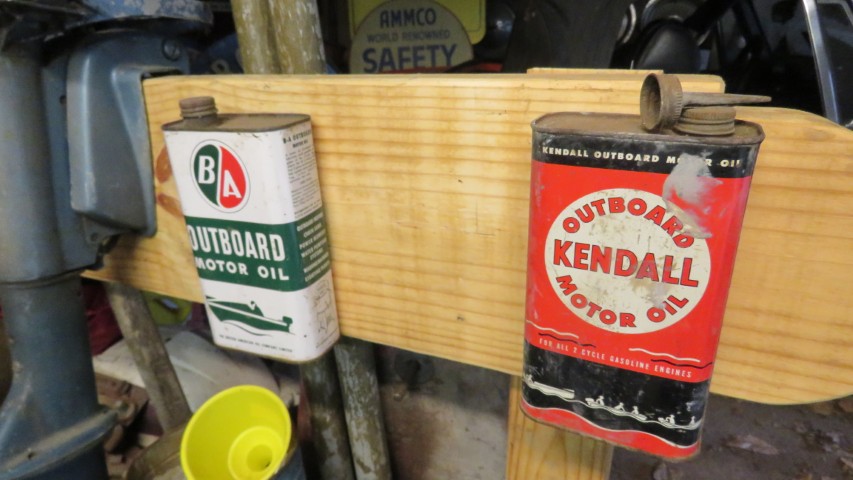 AMMCO
WORLD RENOWNED
SAFETY
BA
OUTBOARD
MOTOR OIL
KENDALL OUTBOARD MOTOR OIL
OUTBOARD
KENDALL
MOTOR OIL
FOR ALL 2 CYCLE GASOLINE ENGINES